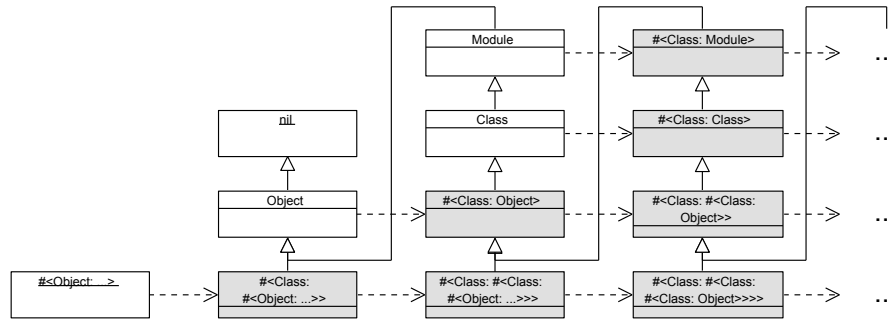 Module
#<Class: Module>
..
nil
Class
#<Class: Class>
..
Object
#<Class: Object>
#<Class: #<Class:
Object>>
..
#<Object: ...>
#<Class:
#<Object: ...>>
#<Class: #<Class:
#<Object: ...>>>
#<Class: #<Class:
#<Class: Object>>>>
..